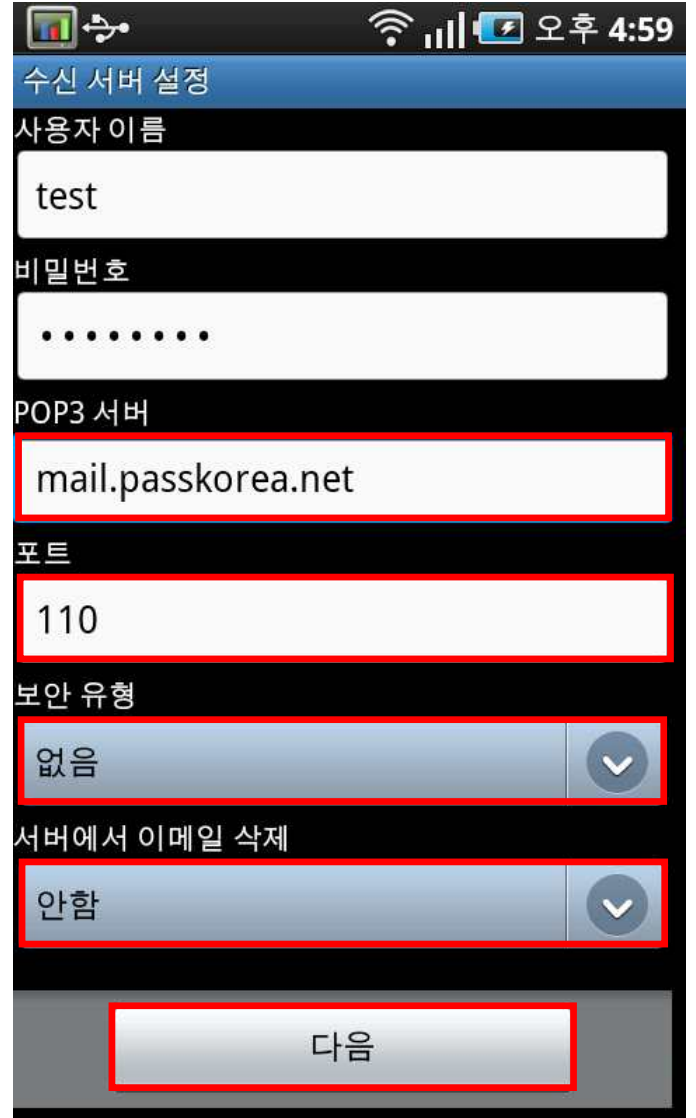 오후 4:59
수신 서버 설정
사용자 이름
test
비밀번호
••••••••
POP3 서버
mail.passkorea.net
포트
110
보안 유형
없음
서버에서 이메일 삭제
안함
다음